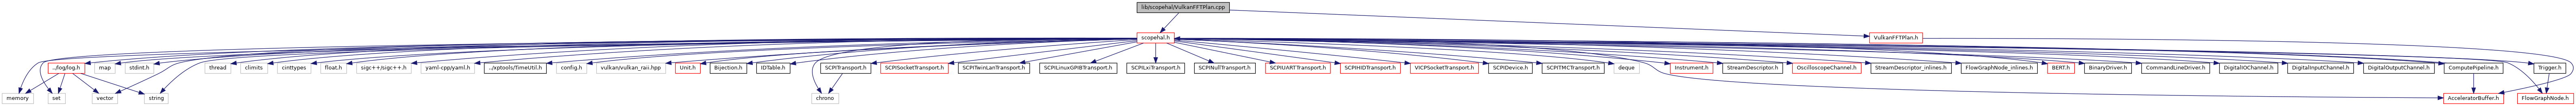 lib/scopehal/VulkanFFTPlan.cpp
scopehal.h
VulkanFFTPlan.h
../log/log.h
map
stdint.h
thread
climits
cinttypes
float.h
sigc++/sigc++.h
yaml-cpp/yaml.h
../xptools/TimeUtil.h
config.h
vulkan/vulkan_raii.hpp
Unit.h
Bijection.h
IDTable.h
SCPITransport.h
SCPISocketTransport.h
SCPITwinLanTransport.h
SCPILinuxGPIBTransport.h
SCPILxiTransport.h
SCPINullTransport.h
SCPIUARTTransport.h
SCPIHIDTransport.h
VICPSocketTransport.h
SCPIDevice.h
SCPITMCTransport.h
deque
Instrument.h
StreamDescriptor.h
OscilloscopeChannel.h
StreamDescriptor_inlines.h
FlowGraphNode_inlines.h
BERT.h
BinaryDriver.h
CommandLineDriver.h
DigitalIOChannel.h
DigitalInputChannel.h
DigitalOutputChannel.h
ComputePipeline.h
Trigger.h
memory
set
vector
string
chrono
AcceleratorBuffer.h
FlowGraphNode.h